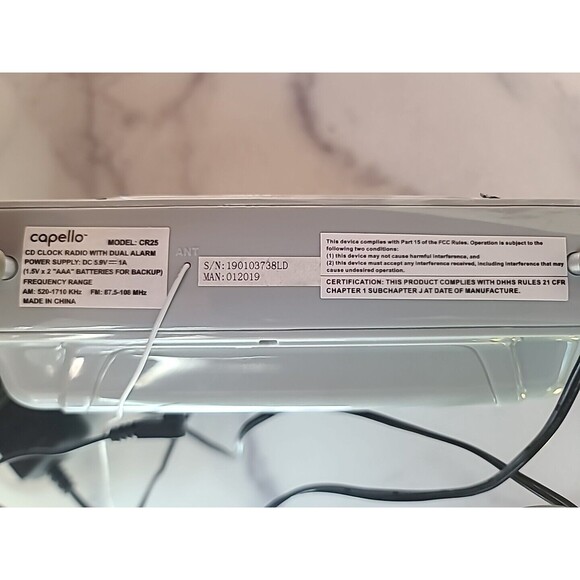 capello™ MODEL: CR25
CD CLOCK RADIO WITH DUAL ALARM
POWER SUPPLY: DC 5.9V⎓1A
(1.5V x 2 "AAA" BATTERIES FOR BACKUP)
FREQUENCY RANGE
AM: 520-1710 KHz FM: 87.5-108 MHz
MADE IN CHINA
ANT
S/N:190103738LD
MAN:012019
This device complies with Part 15 of the FCC Rules. Operation is subject to the
following two conditions:
(1) this device may not cause harmful interference, and
(2) this device must accept any interference received, including interference that may
cause undesired operation.
CERTIFICATION: THIS PRODUCT COMPLIES WITH DHHS RULES 21 CFR
CHAPTER 1 SUBCHAPTER J AT DATE OF MANUFACTURE.